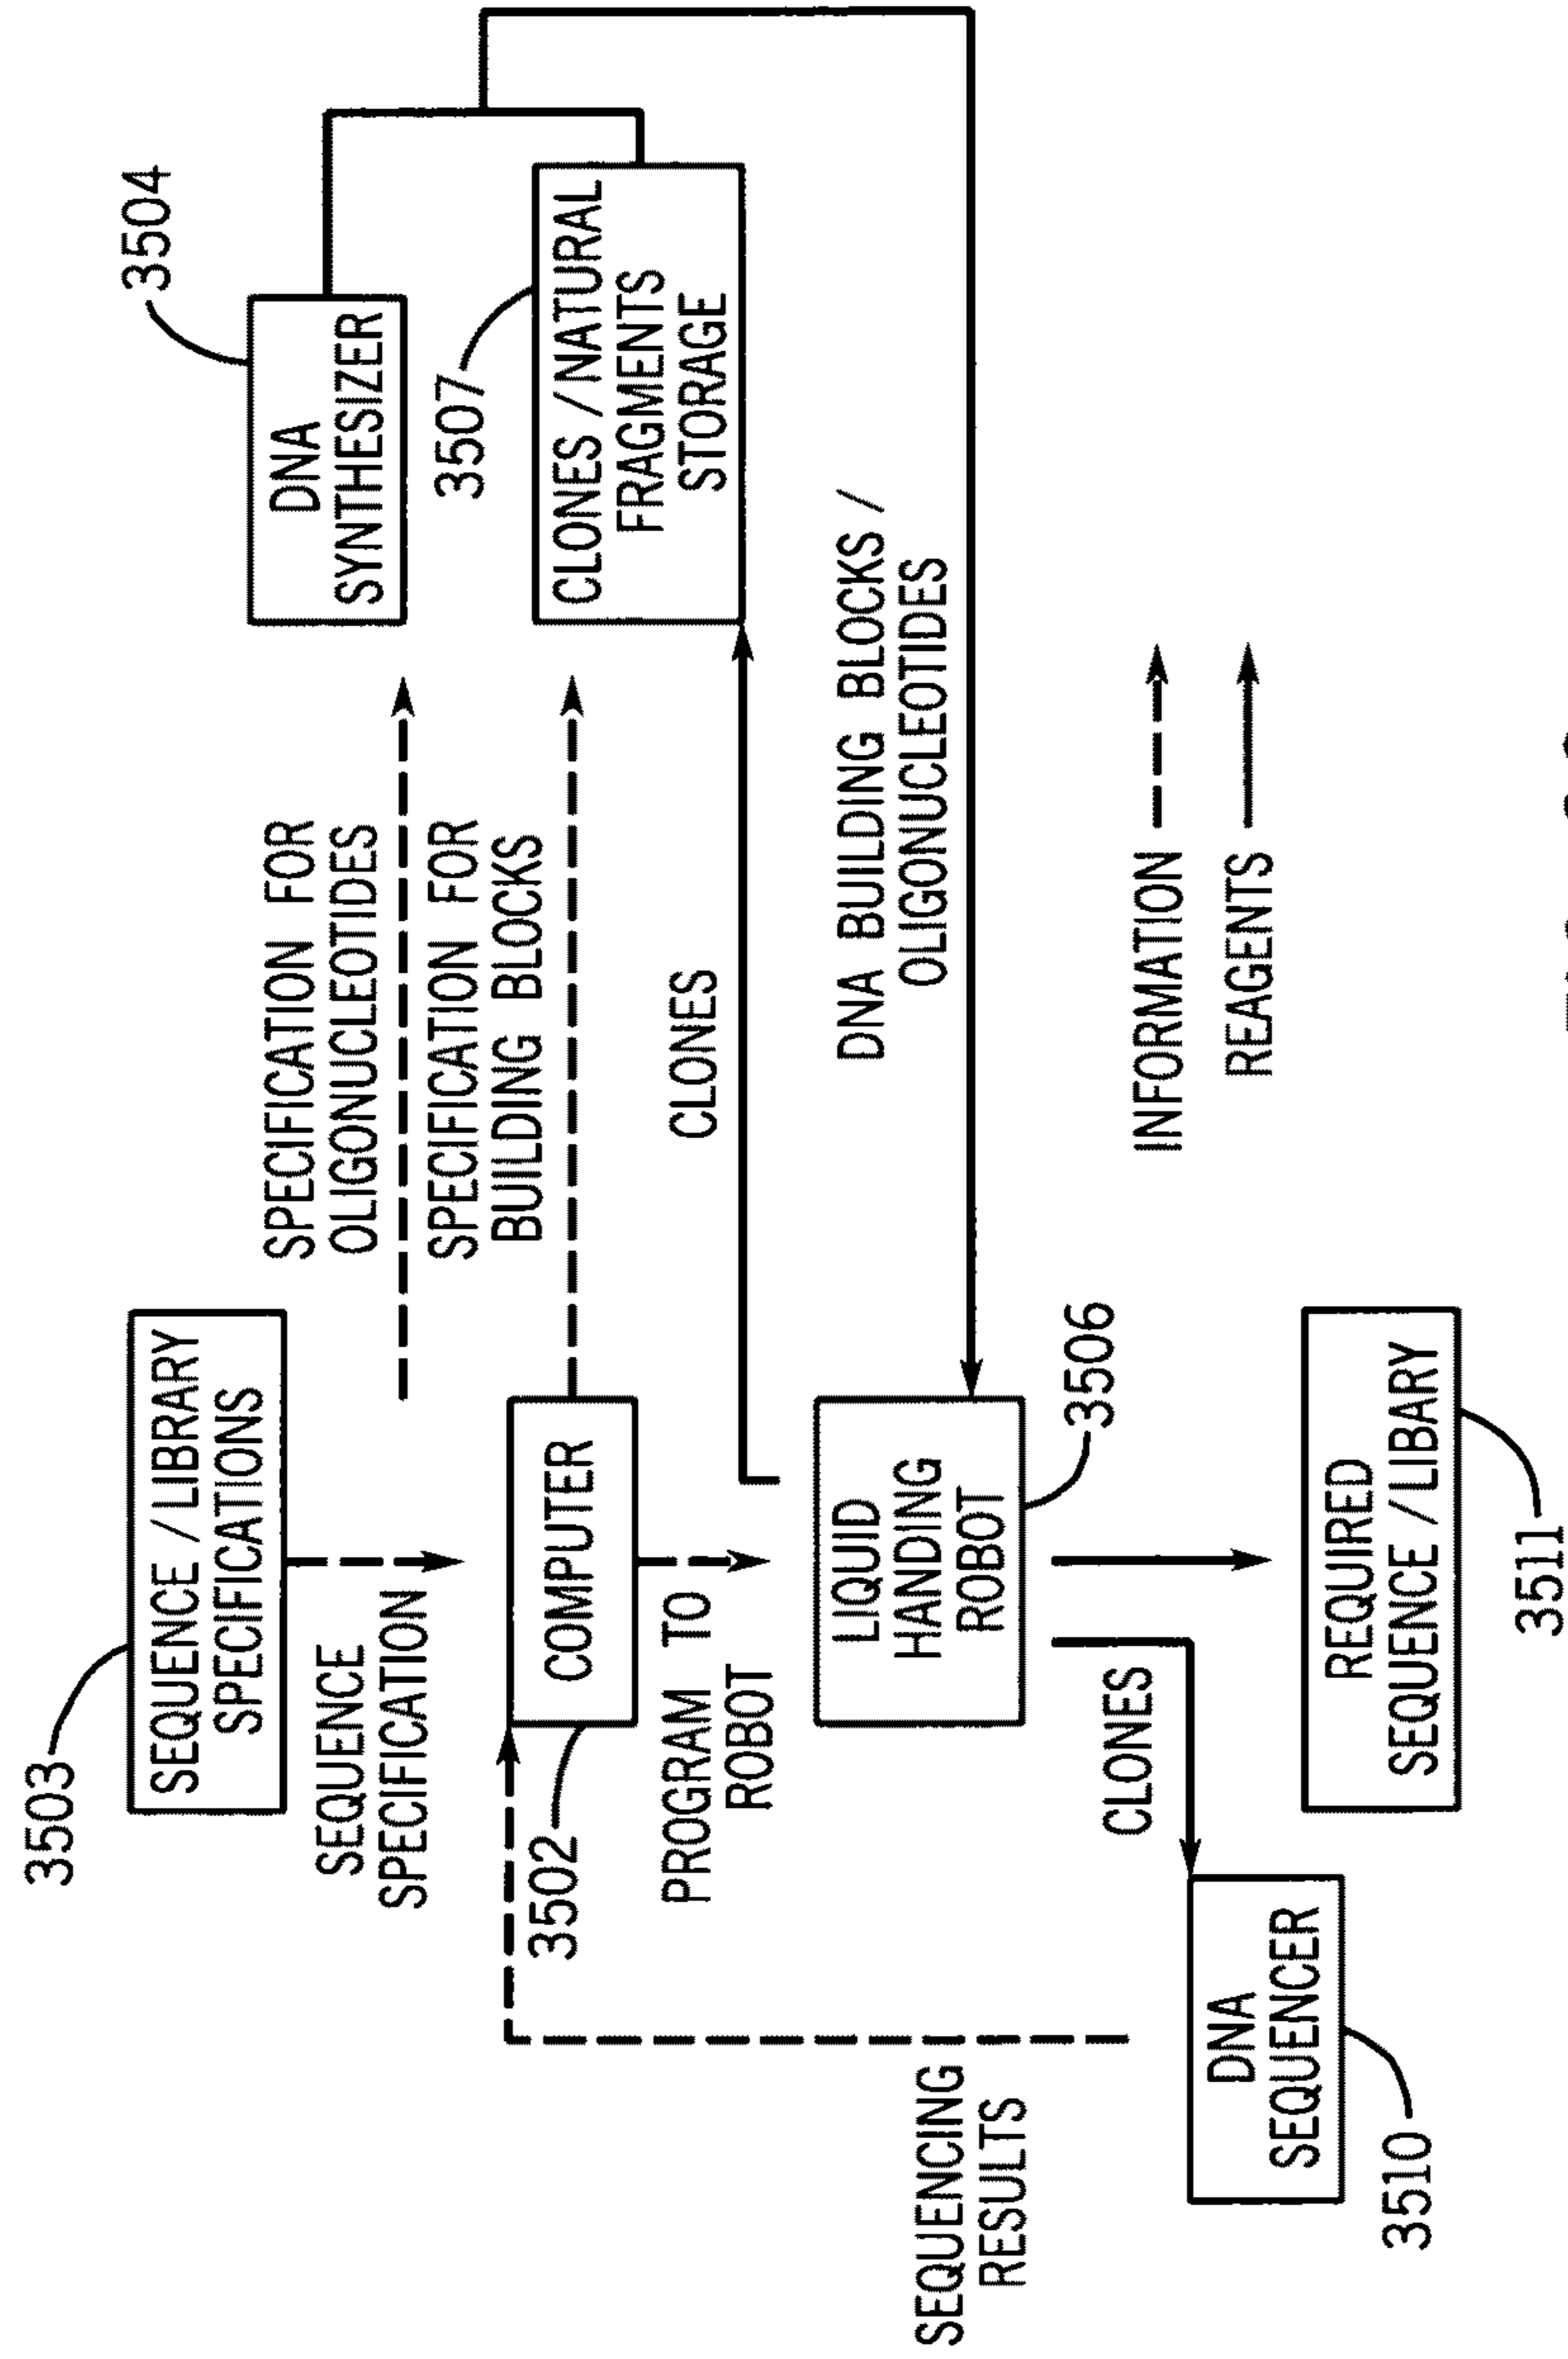 3503
SEQUENCE/LIBRARY
SPECIFICATIONS
SEQUENCE
SPECIFICATION
SPECIFICATION FOR
OLIGONUCLEOTIDES
SPECIFICATION FOR
BUILDING BLOCKS
3504
DNA
SYNTHESIZER
3507
CLONES/NATURAL
FRAGMENTS
STORAGE
3502
COMPUTER
PROGRAM TO
ROBOT
CLONES
DNA BUILDING BLOCKS/
OLIGONUCLEOTIDES
LIQUID
HANDING
ROBOT
3506
SEQUENCING
RESULTS
CLONES
DNA
SEQUENCER
3510
REQUIRED
SEQUENCE/LIBARY
3511
INFORMATION
REAGENTS